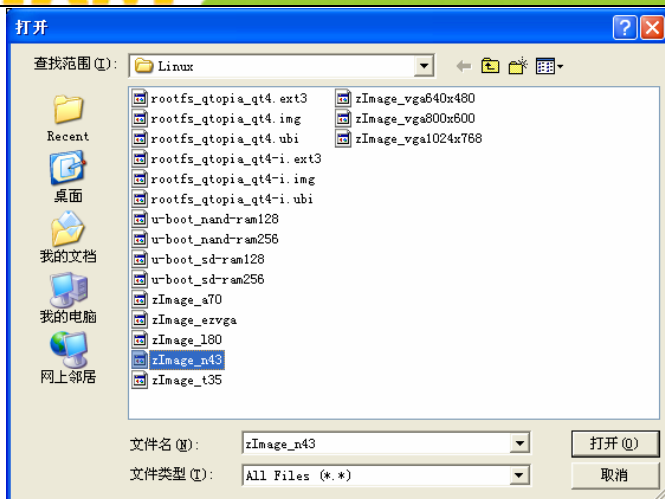 打开
查找范围(I):
Linux
Recent
桌面
我的文档
我的电脑
网上邻居
rootfs_qtopia_qt4.ext3
rootfs_qtopia_qt4.img
rootfs_qtopia_qt4.ubi
rootfs_qtopia_qt4-i.ext3
rootfs_qtopia_qt4-i.img
rootfs_qtopia_qt4-i.ubi
u-boot_nand-ram128
u-boot_nand-ram256
u-boot_sd-ram128
u-boot_sd-ram256
zImage_a70
zImage_ezvga
zImage_l80
zImage_n43
zImage_t35
zImage_vga640x480
zImage_vga800x600
zImage_vga1024x768
文件名(N):
zImage_n43
打开(O)
文件类型(T):
All Files (*.*)
取消